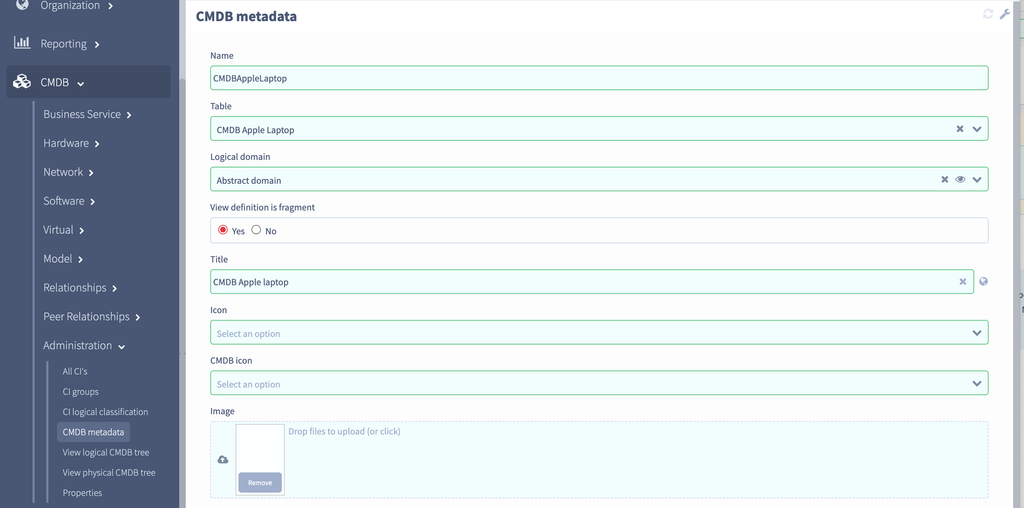 Organization
Reporting
CMDB
Business Service
Hardware
Network
Software
Virtual
Model
Relationships
Peer Relationships
Administration
All CI's
CI groups
CI logical classification
CMDB metadata
View logical CMDB tree
View physical CMDB tree
Properties
CMDB metadata
Name
CMDBAppleLaptop
Table
CMDB Apple Laptop
Logical domain
Abstract domain
View definition is fragment
Yes No
Title
CMDB Apple laptop
Icon
Select an option
CMDB icon
Select an option
Image
Drop files to upload (or click)
Remove